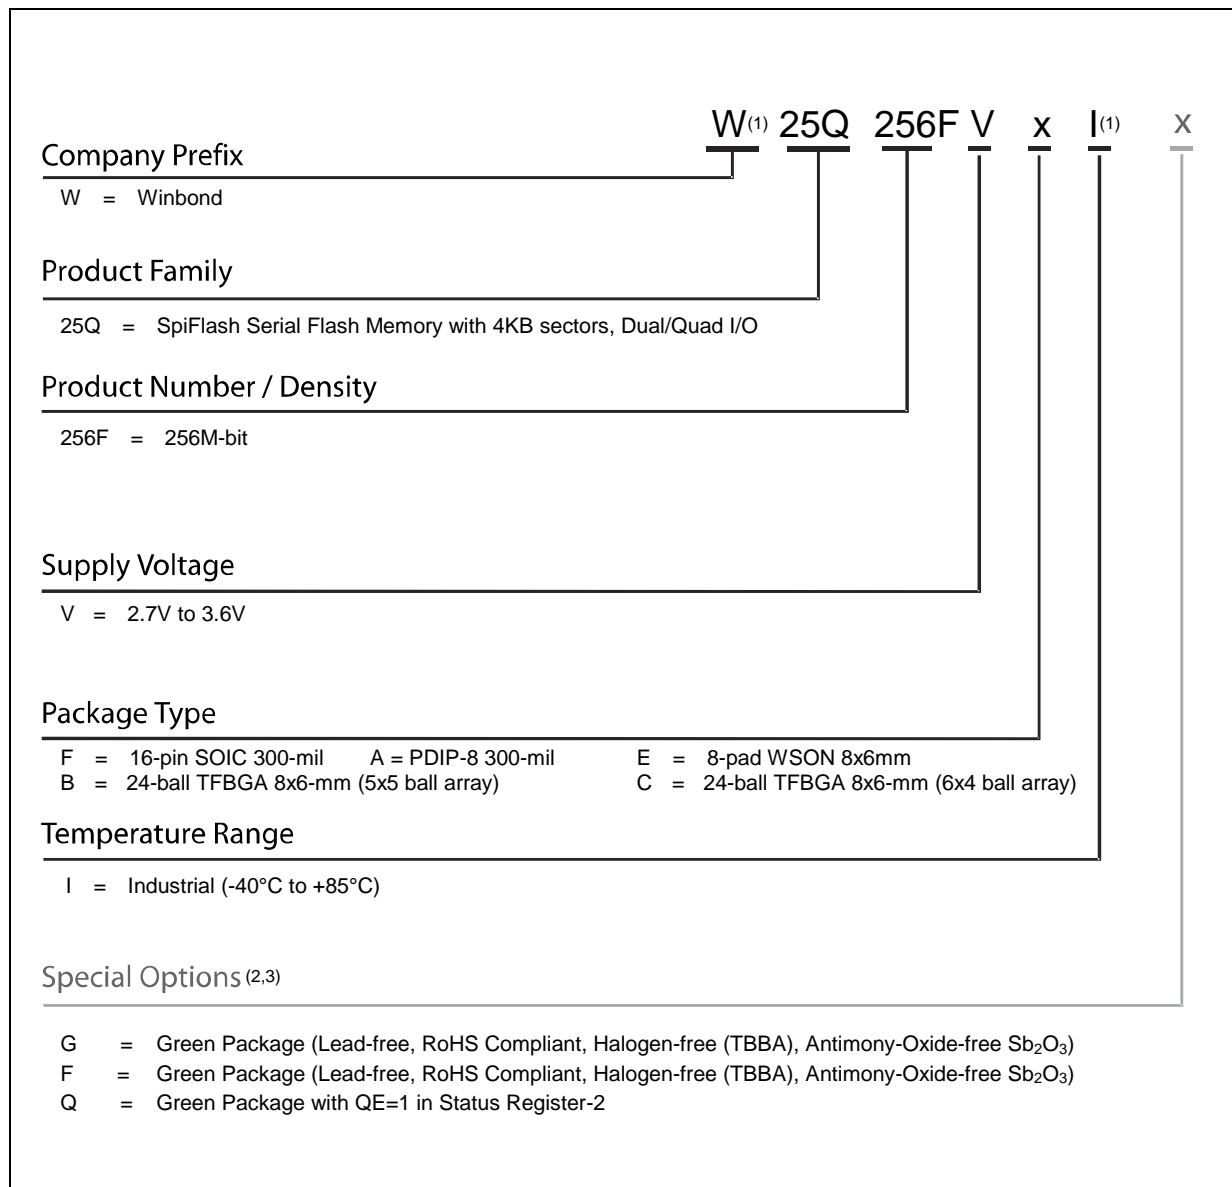 W(1) 25Q 256F V x I(1) x
Company Prefix
W = Winbond
Product Family
25Q = SpiFlash Serial Flash Memory with 4KB sectors, Dual/Quad I/O
Product Number / Density
256F = 256M-bit
Supply Voltage
V = 2.7V to 3.6V
Package Type
F = 16-pin SOIC 300-mil A = PDIP-8 300-mil E = 8-pad WSON 8x6mm
B = 24-ball TFBGA 8x6-mm (5x5 ball array) C = 24-ball TFBGA 8x6-mm (6x4 ball array)
Temperature Range
I = Industrial (-40°C to +85°C)
Special Options (2,3)
G = Green Package (Lead-free, RoHS Compliant, Halogen-free (TBBA), Antimony-Oxide-free Sb₂O₃)
F = Green Package (Lead-free, RoHS Compliant, Halogen-free (TBBA), Antimony-Oxide-free Sb₂O₃)
Q = Green Package with QE=1 in Status Register-2